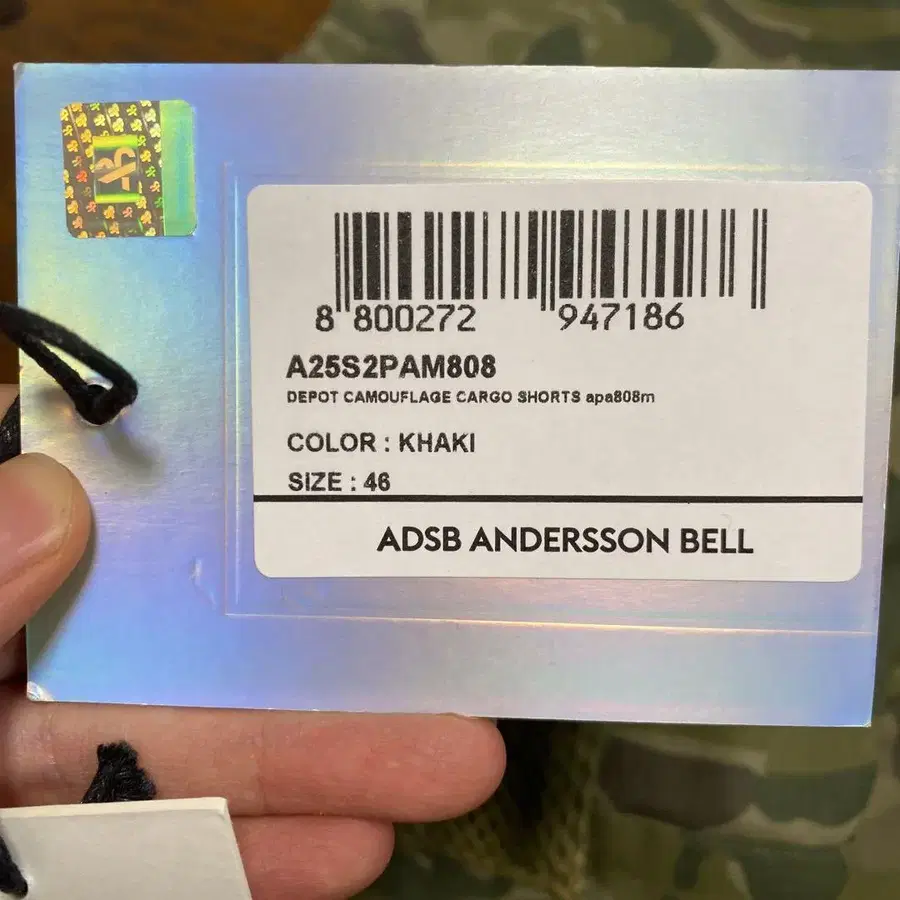 8 800272 947186
A25S2PAM808
DEPOT CAMOUFLAGE CARGO SHORTS apa808m
COLOR : KHAKI
SIZE : 46
ADSB ANDERSSON BELL